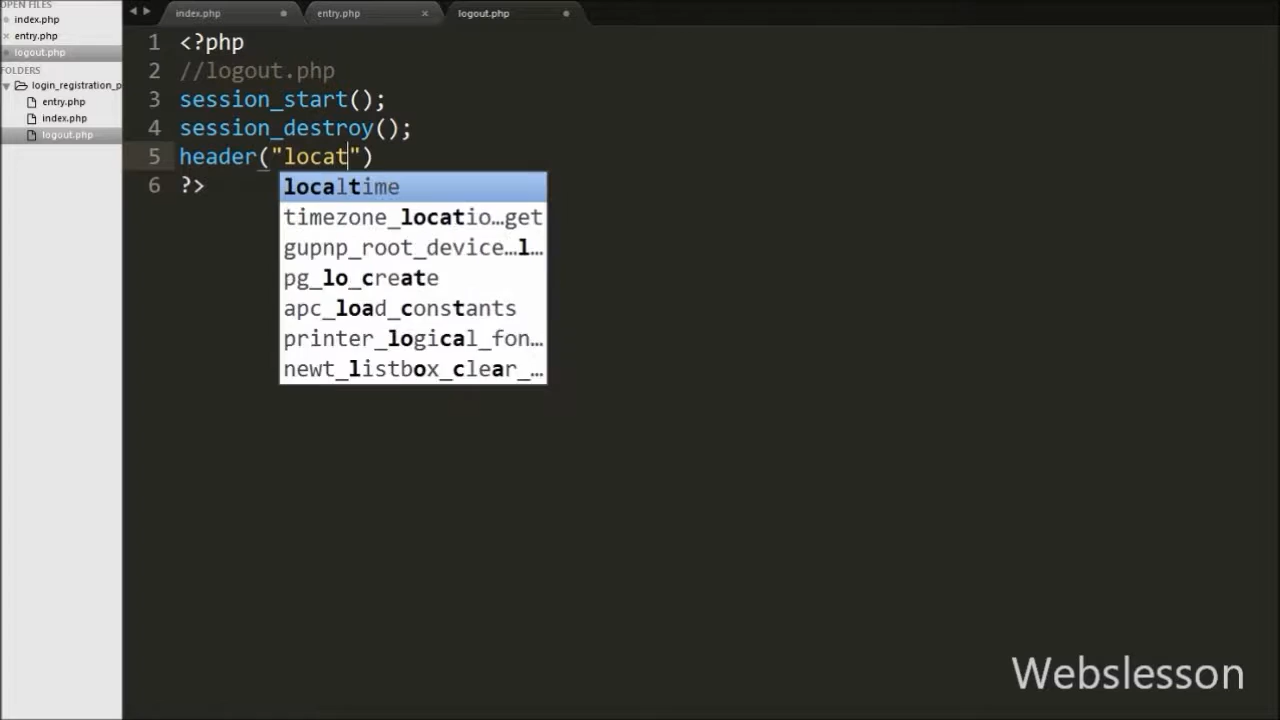 OPEN FILES
index.php
entry.php
logout.php
FOLDERS
login_registration_p
entry.php
index.php
logout.php
index.php entry.php logout.php
1 <?php
2 //logout.php
3 session_start();
4 session_destroy();
5 header("locat")
6 ?>
localtime
timezone_locatio…get
gupnp_root_device…l…
pg_lo_create
apc_load_constants
printer_logical_fon…
newt_listbox_clear_…
Webslesson